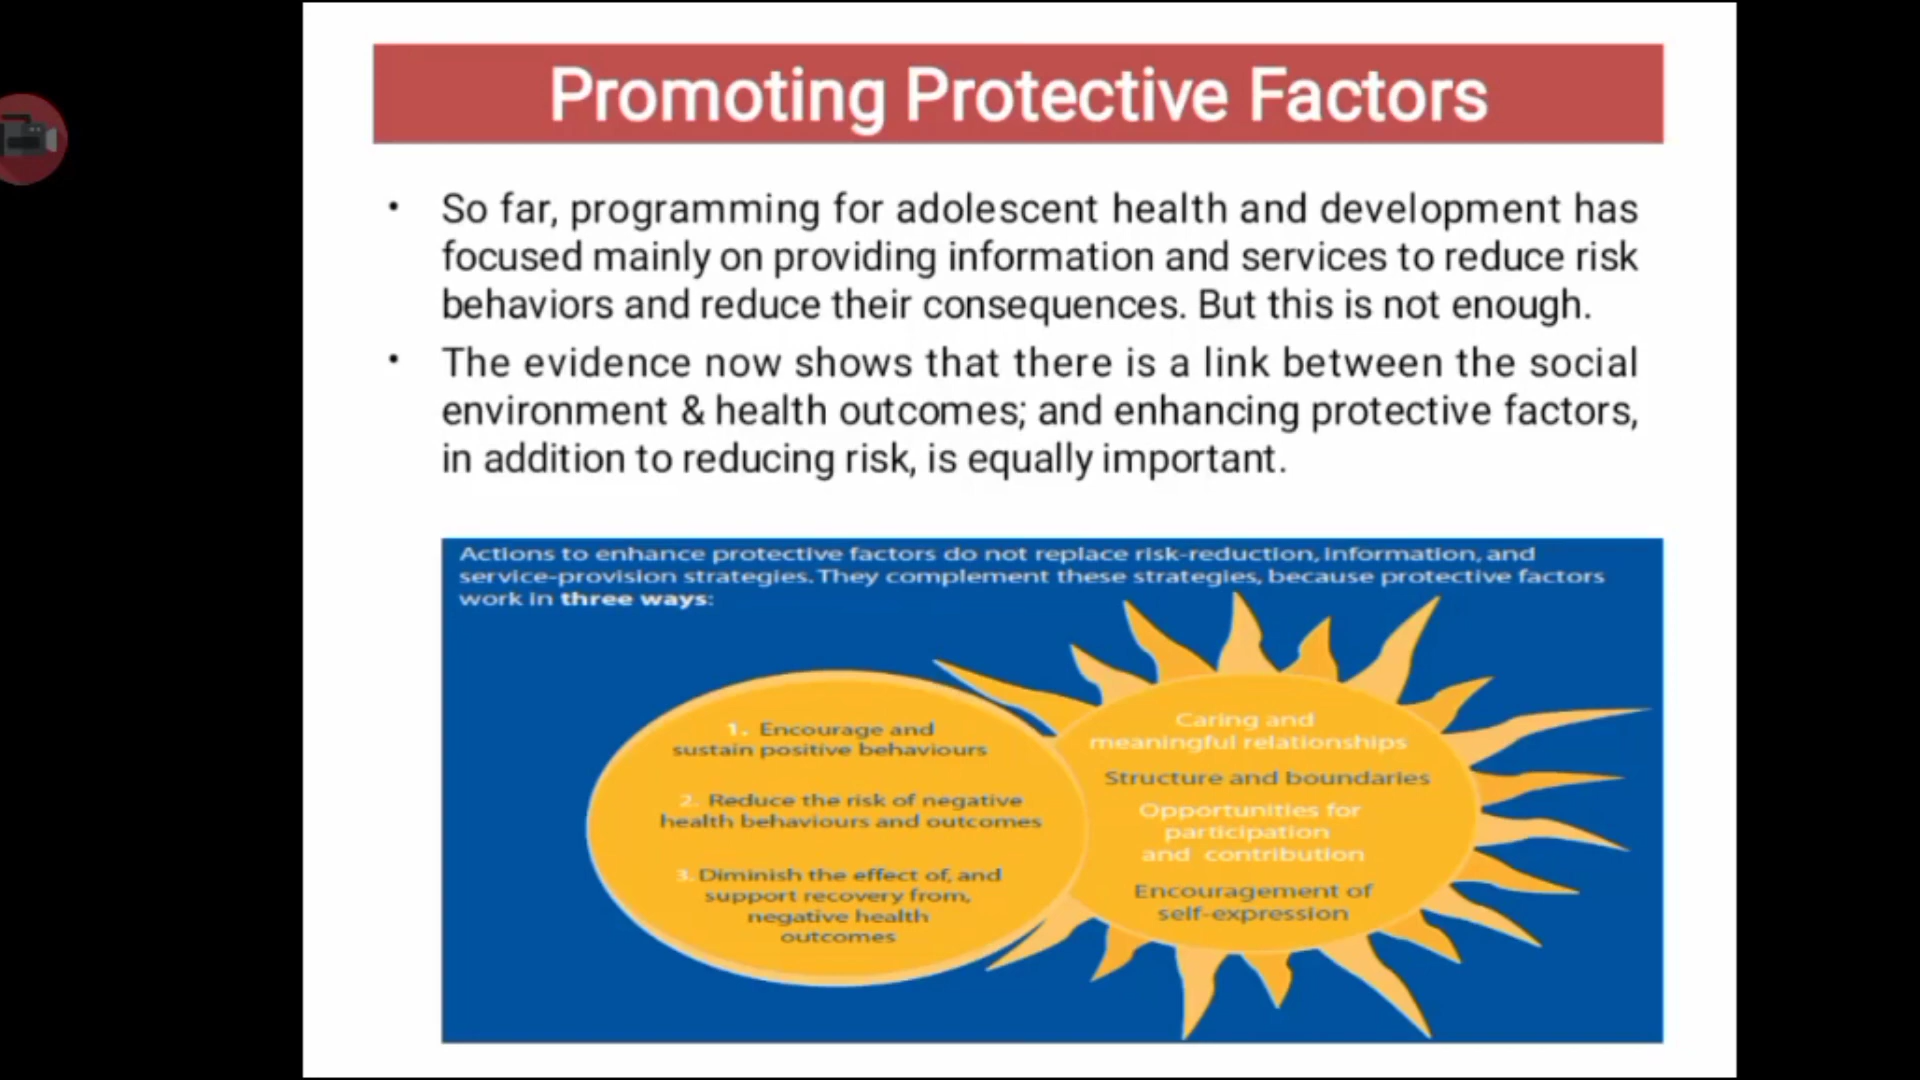 Promoting Protective Factors
• So far, programming for adolescent health and development has
focused mainly on providing information and services to reduce risk
behaviors and reduce their consequences. But this is not enough.
• The evidence now shows that there is a link between the social
environment & health outcomes; and enhancing protective factors,
in addition to reducing risk, is equally important.
Actions to enhance protective factors do not replace risk-reduction, information, and
service-provision strategies. They complement these strategies, because protective factors
work in three ways:
1. Encourage and
sustain positive behaviours
2. Reduce the risk of negative
health behaviours and outcomes
3. Diminish the effect of, and
support recovery from,
negative health
outcomes
Caring and
meaningful relationships
Structure and boundaries
Opportunities for
participation
and contribution
Encouragement of
self-expression